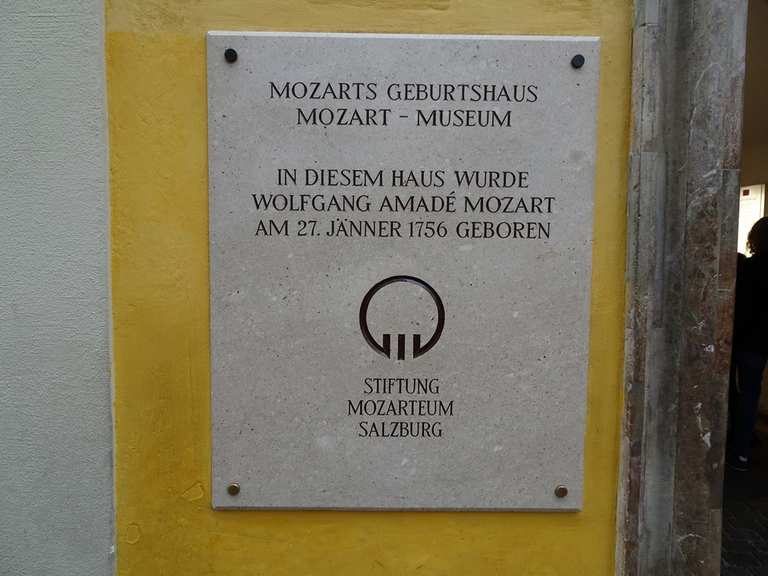 MOZARTS GEBURTSHAUS
MOZART - MUSEUM
IN DIESEM HAUS WURDE
WOLFGANG AMADÉ MOZART
AM 27. JÄNNER 1756 GEBOREN
STIFTUNG
MOZARTEUM
SALZBURG